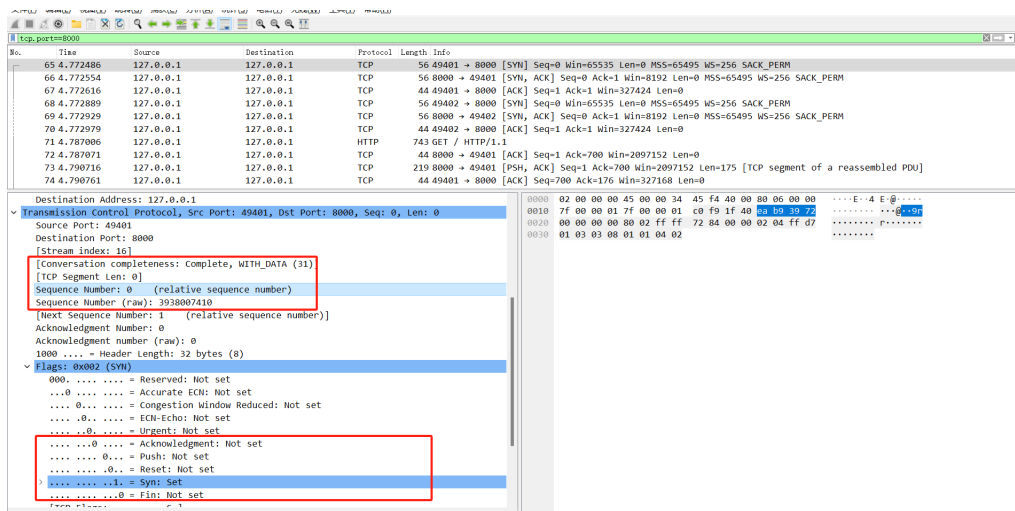 tcp.port==8000
No. Time Source Destination Protocol Length Info
65 4.772486 127.0.0.1 127.0.0.1 TCP 56 49401 → 8000 [SYN] Seq=0 Win=65535 Len=0 MSS=65495 WS=256 SACK_PERM
66 4.772554 127.0.0.1 127.0.0.1 TCP 56 8000 → 49401 [SYN, ACK] Seq=0 Ack=1 Win=8192 Len=0 MSS=65495 WS=256 SACK_PERM
67 4.772616 127.0.0.1 127.0.0.1 TCP 44 49401 → 8000 [ACK] Seq=1 Ack=1 Win=327424 Len=0
68 4.772889 127.0.0.1 127.0.0.1 TCP 56 49402 → 8000 [SYN] Seq=0 Win=65535 Len=0 MSS=65495 WS=256 SACK_PERM
69 4.772929 127.0.0.1 127.0.0.1 TCP 56 8000 → 49402 [SYN, ACK] Seq=0 Ack=1 Win=8192 Len=0 MSS=65495 WS=256 SACK_PERM
70 4.772979 127.0.0.1 127.0.0.1 TCP 44 49402 → 8000 [ACK] Seq=1 Ack=1 Win=327424 Len=0
71 4.787006 127.0.0.1 127.0.0.1 HTTP 743 GET / HTTP/1.1
72 4.787071 127.0.0.1 127.0.0.1 TCP 44 8000 → 49401 [ACK] Seq=1 Ack=700 Win=2097152 Len=0
73 4.790716 127.0.0.1 127.0.0.1 TCP 219 8000 → 49401 [PSH, ACK] Seq=1 Ack=700 Win=2097152 Len=175 [TCP segment of a reassembled PDU]
74 4.790761 127.0.0.1 127.0.0.1 TCP 44 49401 → 8000 [ACK] Seq=700 Ack=176 Win=327168 Len=0
Destination Address: 127.0.0.1
Transmission Control Protocol, Src Port: 49401, Dst Port: 8000, Seq: 0, Len: 0
Source Port: 49401
Destination Port: 8000
[Stream index: 16]
[Conversation completeness: Complete, WITH_DATA (31)]
[TCP Segment Len: 0]
Sequence Number: 0 (relative sequence number)
Sequence Number (raw): 3938007410
[Next Sequence Number: 1 (relative sequence number)]
Acknowledgment Number: 0
Acknowledgment number (raw): 0
1000 .... = Header Length: 32 bytes (8)
Flags: 0x002 (SYN)
000. .... .... = Reserved: Not set
...0 .... .... = Accurate ECN: Not set
.... 0... .... = Congestion Window Reduced: Not set
.... .0.. .... = ECN-Echo: Not set
.... ..0. .... = Urgent: Not set
.... ...0 .... = Acknowledgment: Not set
.... .... 0... = Push: Not set
.... .... .0.. = Reset: Not set
.... .... ..1. = Syn: Set
.... .... ...0 = Fin: Not set
0000 02 00 00 00 45 00 00 34 45 f4 40 00 80 06 00 00 ····E··4 E·@·····
0010 7f 00 00 01 7f 00 00 01 c0 f9 1f 40 ea b9 39 72 ········ ···@··9r
0020 00 00 00 00 80 02 ff ff 72 84 00 00 02 04 ff d7 ········ r·······
0030 01 03 03 08 01 01 04 02 ········